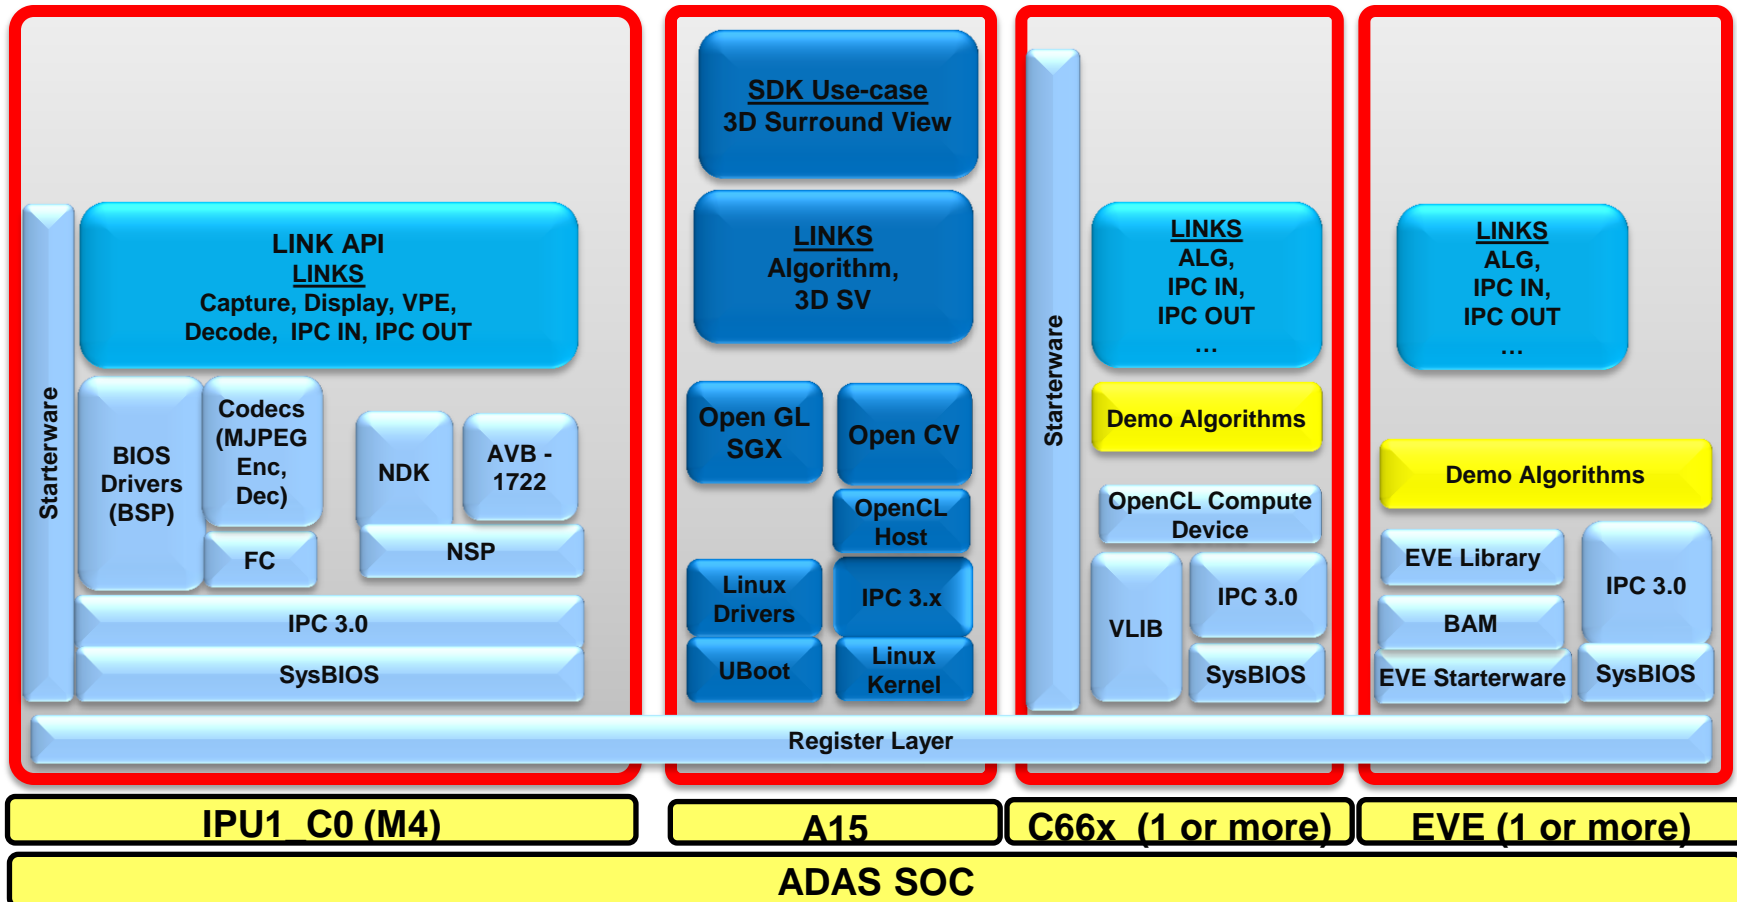 Starterware
LINK API
LINKS
Capture, Display, VPE,
Decode, IPC IN, IPC OUT
BIOS
Drivers
(BSP)
Codecs
(MJPEG
Enc,
Dec)
FC
NDK
AVB -
1722
NSP
IPC 3.0
SysBIOS
SDK Use-case
3D Surround View
LINKS
Algorithm,
3D SV
Open GL
SGX
Open CV
OpenCL
Host
Linux
Drivers
IPC 3.x
UBoot
Linux
Kernel
Starterware
LINKS
ALG,
IPC IN,
IPC OUT
…
Demo Algorithms
OpenCL Compute
Device
VLIB
IPC 3.0
SysBIOS
LINKS
ALG,
IPC IN,
IPC OUT
…
Demo Algorithms
EVE Library
BAM
EVE Starterware
IPC 3.0
SysBIOS
Register Layer
IPU1_C0 (M4)
A15
C66x (1 or more)
EVE (1 or more)
ADAS SOC